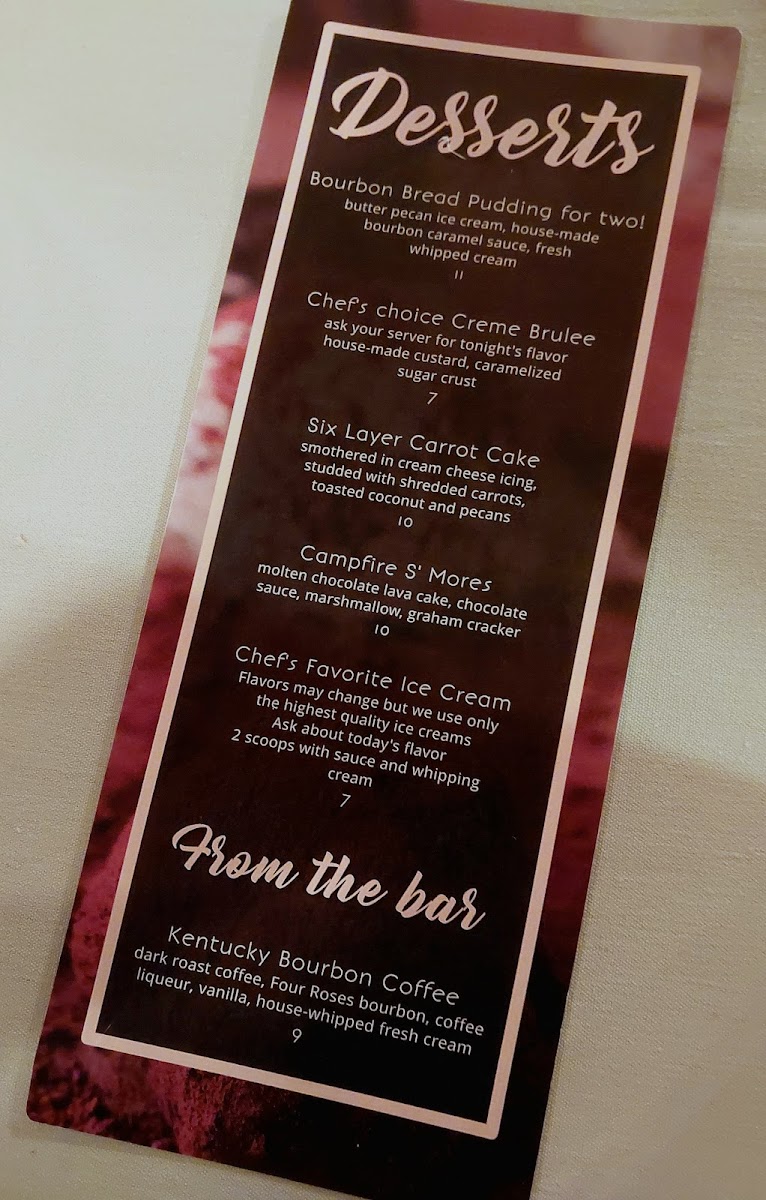 Desserts
Bourbon Bread Pudding for two!
butter pecan ice cream, house-made
bourbon caramel sauce, fresh
whipped cream
11
Chef's choice Creme Brulee
ask your server for tonight's flavor
house-made custard, caramelized
sugar crust
7
Six Layer Carrot Cake
smothered in cream cheese icing,
studded with shredded carrots,
toasted coconut and pecans
10
Campfire S' Mores
molten chocolate lava cake, chocolate
sauce, marshmallow, graham cracker
10
Chef's Favorite Ice Cream
Flavors may change but we use only
the highest quality ice creams
Ask about today's flavor
2 scoops with sauce and whipping
cream
7
From the bar
Kentucky Bourbon Coffee
dark roast coffee, Four Roses bourbon, coffee
liqueur, vanilla, house-whipped fresh cream
9